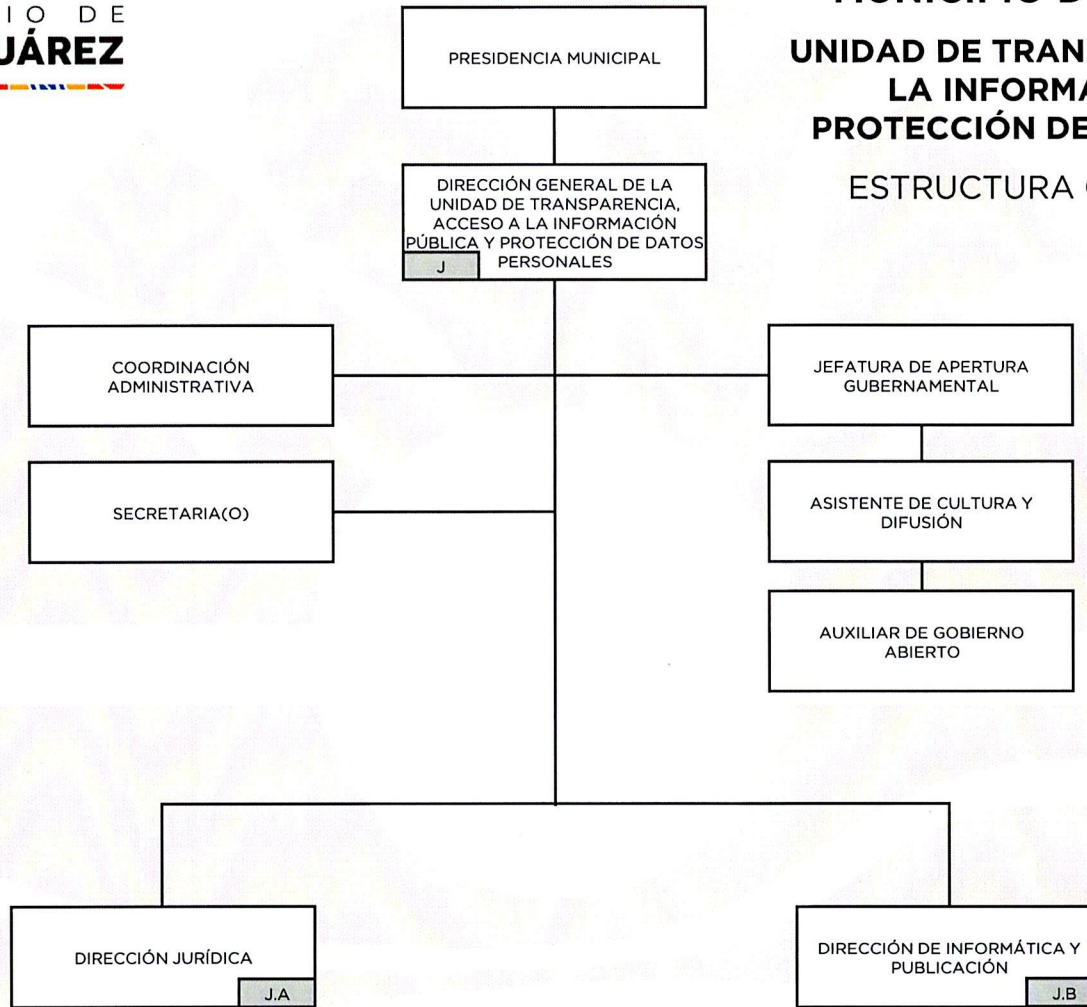 IO DE
UÁREZ
UNIDAD DE TRAN
LA INFORMA
PROTECCIÓN DE
ESTRUCTURA
PRESIDENCIA MUNICIPAL
DIRECCIÓN GENERAL DE LA
UNIDAD DE TRANSPARENCIA,
ACCESO A LA INFORMACIÓN
PÚBLICA Y PROTECCIÓN DE DATOS
PERSONALES
J
COORDINACIÓN
ADMINISTRATIVA
JEFATURA DE APERTURA
GUBERNAMENTAL
SECRETARIA(O)
ASISTENTE DE CULTURA Y
DIFUSIÓN
AUXILIAR DE GOBIERNO
ABIERTO
DIRECCIÓN JURÍDICA
J.A
DIRECCIÓN DE INFORMÁTICA Y
PUBLICACIÓN
J.B